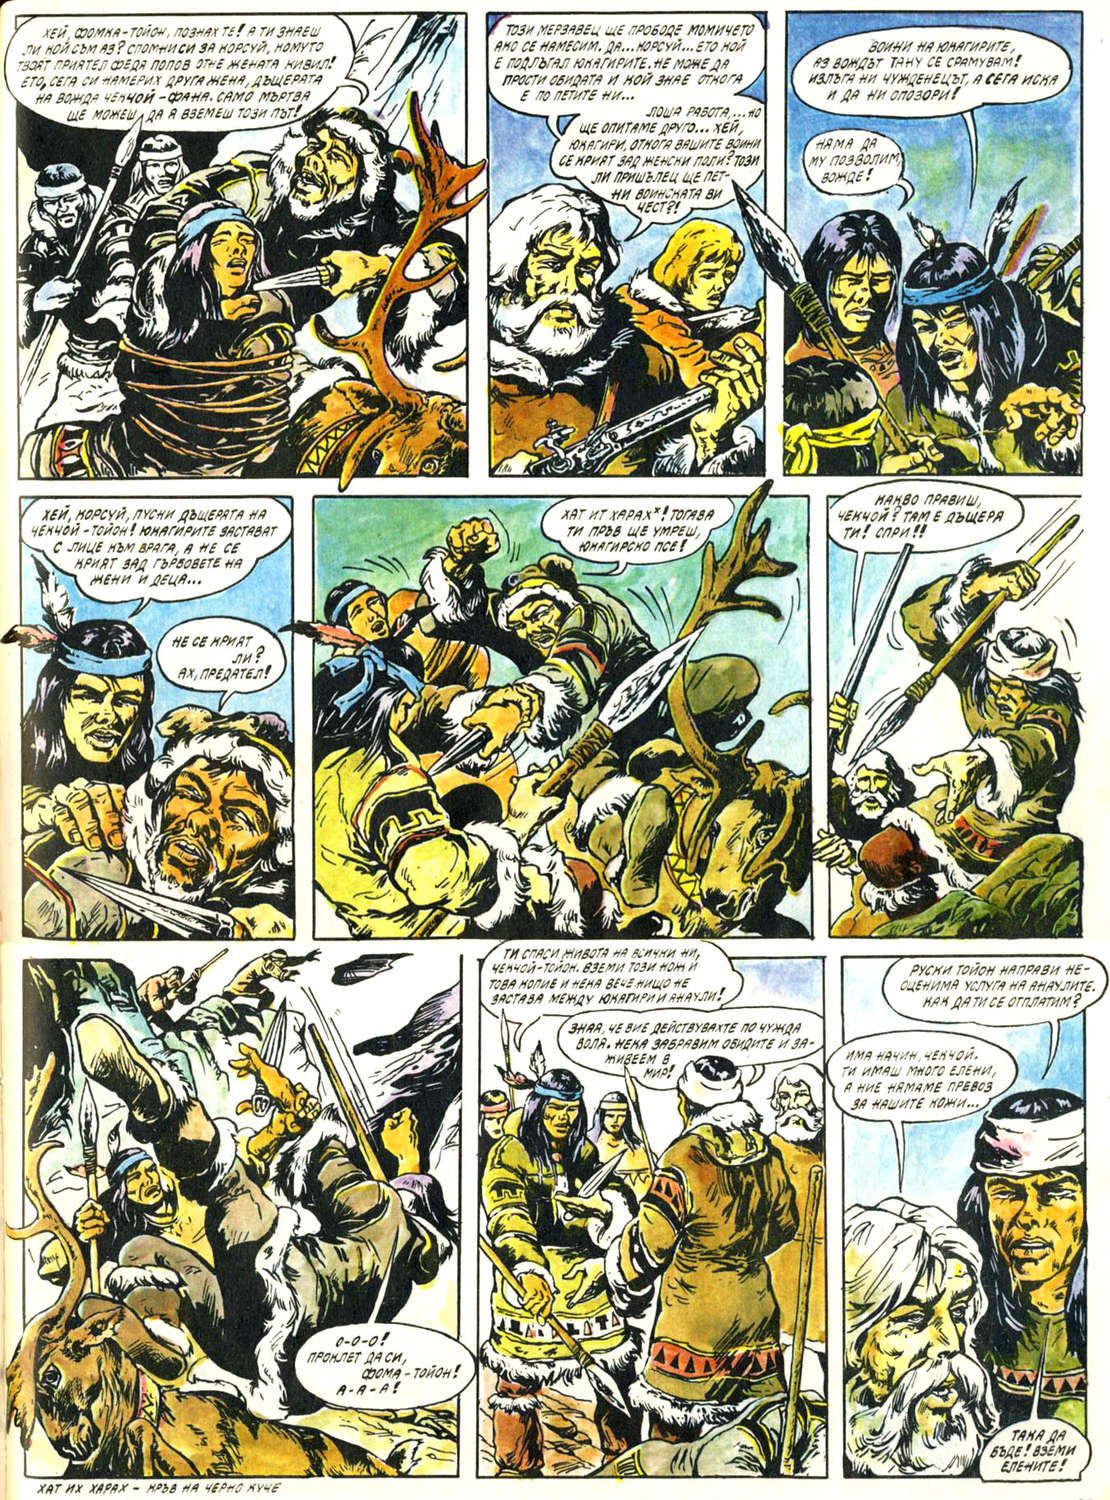 ХЕЙ, ФОМКА-ТОЙОН, ПОЗНАХ ТЕ! А ТИ ЗНАЕШ
ЛИ КОЙ СЪМ АЗ? СПОМНИ СИ ЗА КОРСУЙ, КОМУТО
ТВОЯТ ПРИЯТЕЛ ФЕДЯ ПОПОВ ОТНЕ ЖЕНАТА КИВИЛ!
ЕТО, СЕГА СИ НАМЕРИХ ДРУГА ЖЕНА, ДЪЩЕРЯТА
НА ВОЖДА ЧЕКЧОЙ-ФАНА. САМО МЪРТВА
ЩЕ МОЖЕШ ДА Я ВЗЕМЕШ ТОЗИ ПЪТ!
ТОЗИ МЕРЗАВЕЦ ЩЕ ПРОБОДЕ МОМИЧЕТО
АКО СЕ НАМЕСИМ. ДА... КОРСУЙ... ЕТО КОЙ
Е ПОДЛЪГАЛ ЮКАГИРИТЕ. НЕ МОЖЕ ДА
ПРОСТИ ОБИДАТА И КОЙ ЗНАЕ ОТКОГА
Е ПО ПЕТИТЕ НИ...
ЛОША РАБОТА,... НО
ЩЕ ОПИТАМЕ ДРУГО... ХЕЙ,
ЮКАГИРИ, ОТКОГА ВАШИТЕ ВОИНИ
СЕ КРИЯТ ЗАД ЖЕНСКИ ПОЛИ? ТОЗИ
ЛИ ПРИШЪЛЕЦ ЩЕ ПЕТ-
НИ ВОИНСКАТА ВИ
ЧЕСТ?!
ВОИНИ НА ЮКАГИРИТЕ,
АЗ ВОЖДЪТ ТАНУ СЕ СРАМУВАМ!
ИЗЛЪГА НИ ЧУЖДЕНЕЦЪТ, А СЕГА ИСКА
И ДА НИ ОПОЗОРИ!
НЯМА ДА
МУ ПОЗВОЛИМ,
ВОЖДЕ!
ХЕЙ, КОРСУЙ, ПУСНИ ДЪЩЕРЯТА НА
ЧЕКЧОЙ-ТОЙОН! ЮКАГИРИТЕ ЗАСТАВАТ
С ЛИЦЕ КЪМ ВРАГА, А НЕ СЕ
КРИЯТ ЗАД ГЪРБОВЕТЕ НА
ЖЕНИ И ДЕЦА...
НЕ СЕ КРИЯТ
ЛИ?
АХ, ПРЕДАТЕЛ!
ХАТ ИТ ХАРАХ*! ТОГАВА
ТИ ПРЪВ ЩЕ УМРЕШ,
ЮКАГИРСКО ПСЕ!
КАКВО ПРАВИШ,
ЧЕКЧОЙ? ТАМ Е ДЪЩЕРЯ
ТИ! СПРИ!!
О-О-О!
ПРОКЛЕТ ДА СИ,
ФОМА-ТОЙОН!
А-А-А!
ТИ СПАСИ ЖИВОТА НА ВСИЧКИ НИ,
ЧЕКЧОЙ-ТОЙОН. ВЗЕМИ ТОЗИ НОЖ И
ТОВА КОПИЕ И НЕКА ВЕЧЕ НИЩО НЕ
ЗАСТАВА МЕЖДУ ЮКАГИРИ И АНАУЛИ!
ЗНАЯ, ЧЕ ВИЕ ДЕЙСТВУВАХТЕ ПО ЧУЖДА
ВОЛЯ. НЕКА ЗАБРАВИМ ОБИДИТЕ И ЗА-
ЖИВЕЕМ В
МИР!
РУСКИ ТОЙОН НАПРАВИ НЕ-
ОЦЕНИМА УСЛУГА НА АНАУЛИТЕ.
КАК ДА ТИ СЕ ОТПЛАТИМ?
ИМА НАЧИН, ЧЕКЧОЙ.
ТИ ИМАШ МНОГО ЕЛЕНИ,
А НИЕ НЯМАМЕ ПРЕВОЗ
ЗА НАШИТЕ КОЖИ...
ТАКА ДА
БЪДЕ! ВЗЕМИ
ЕЛЕНИТЕ!
ХАТ ИХ ХАРАХ - КРЪВ НА ЧЕРНО КУЧЕ